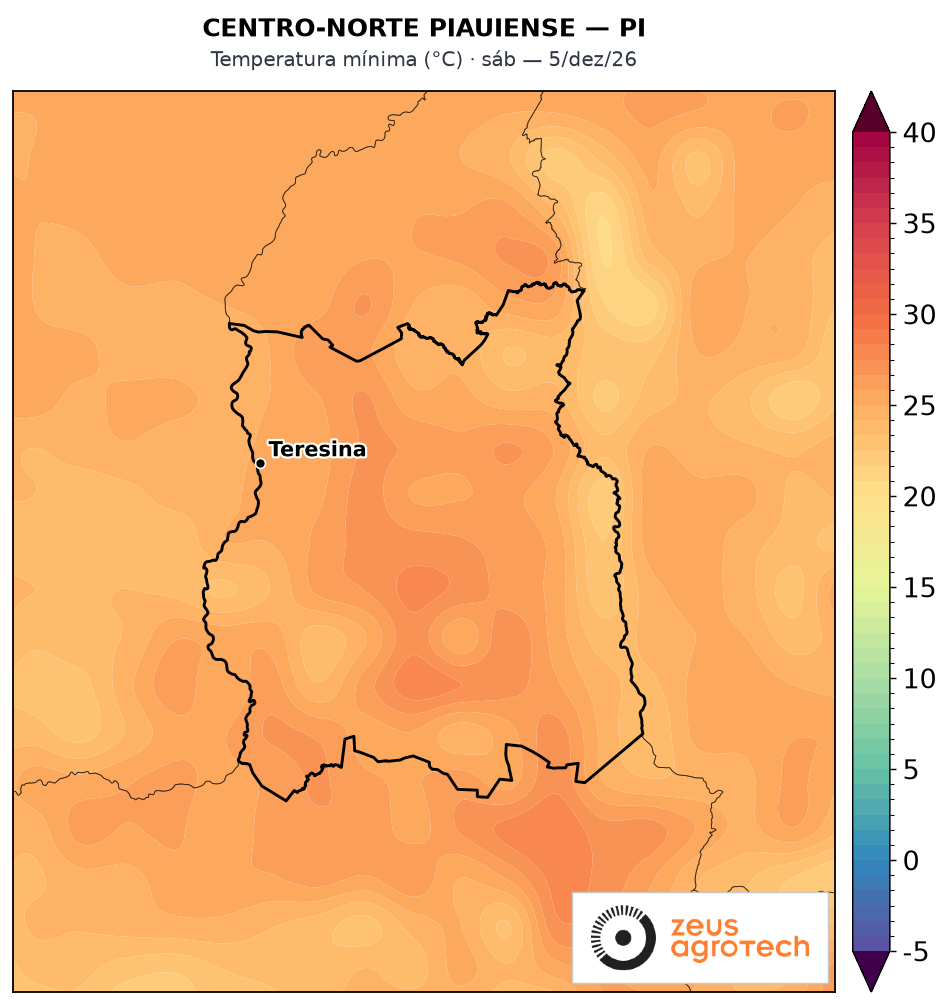 CENTRO-NORTE PIAUIENSE — PI
Temperatura mínima (°C) · sáb — 5/dez/26
Teresina
40
35
30
25
20
15
10
5
0
-5
zeus
agrotech